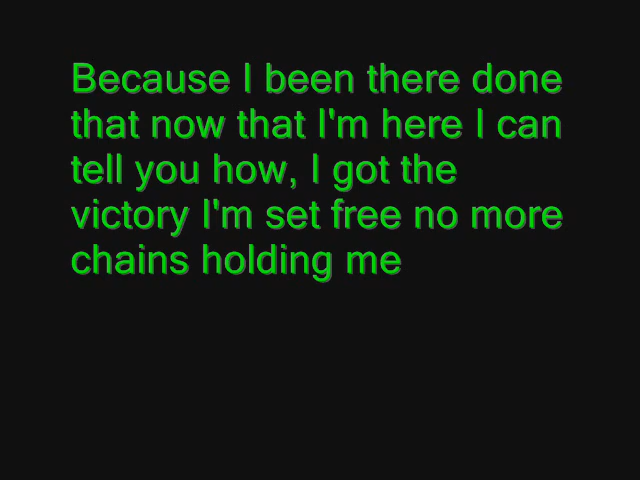 Because I been there done
that now that I'm here I can
tell you how, I got the
victory I'm set free no more
chains holding me